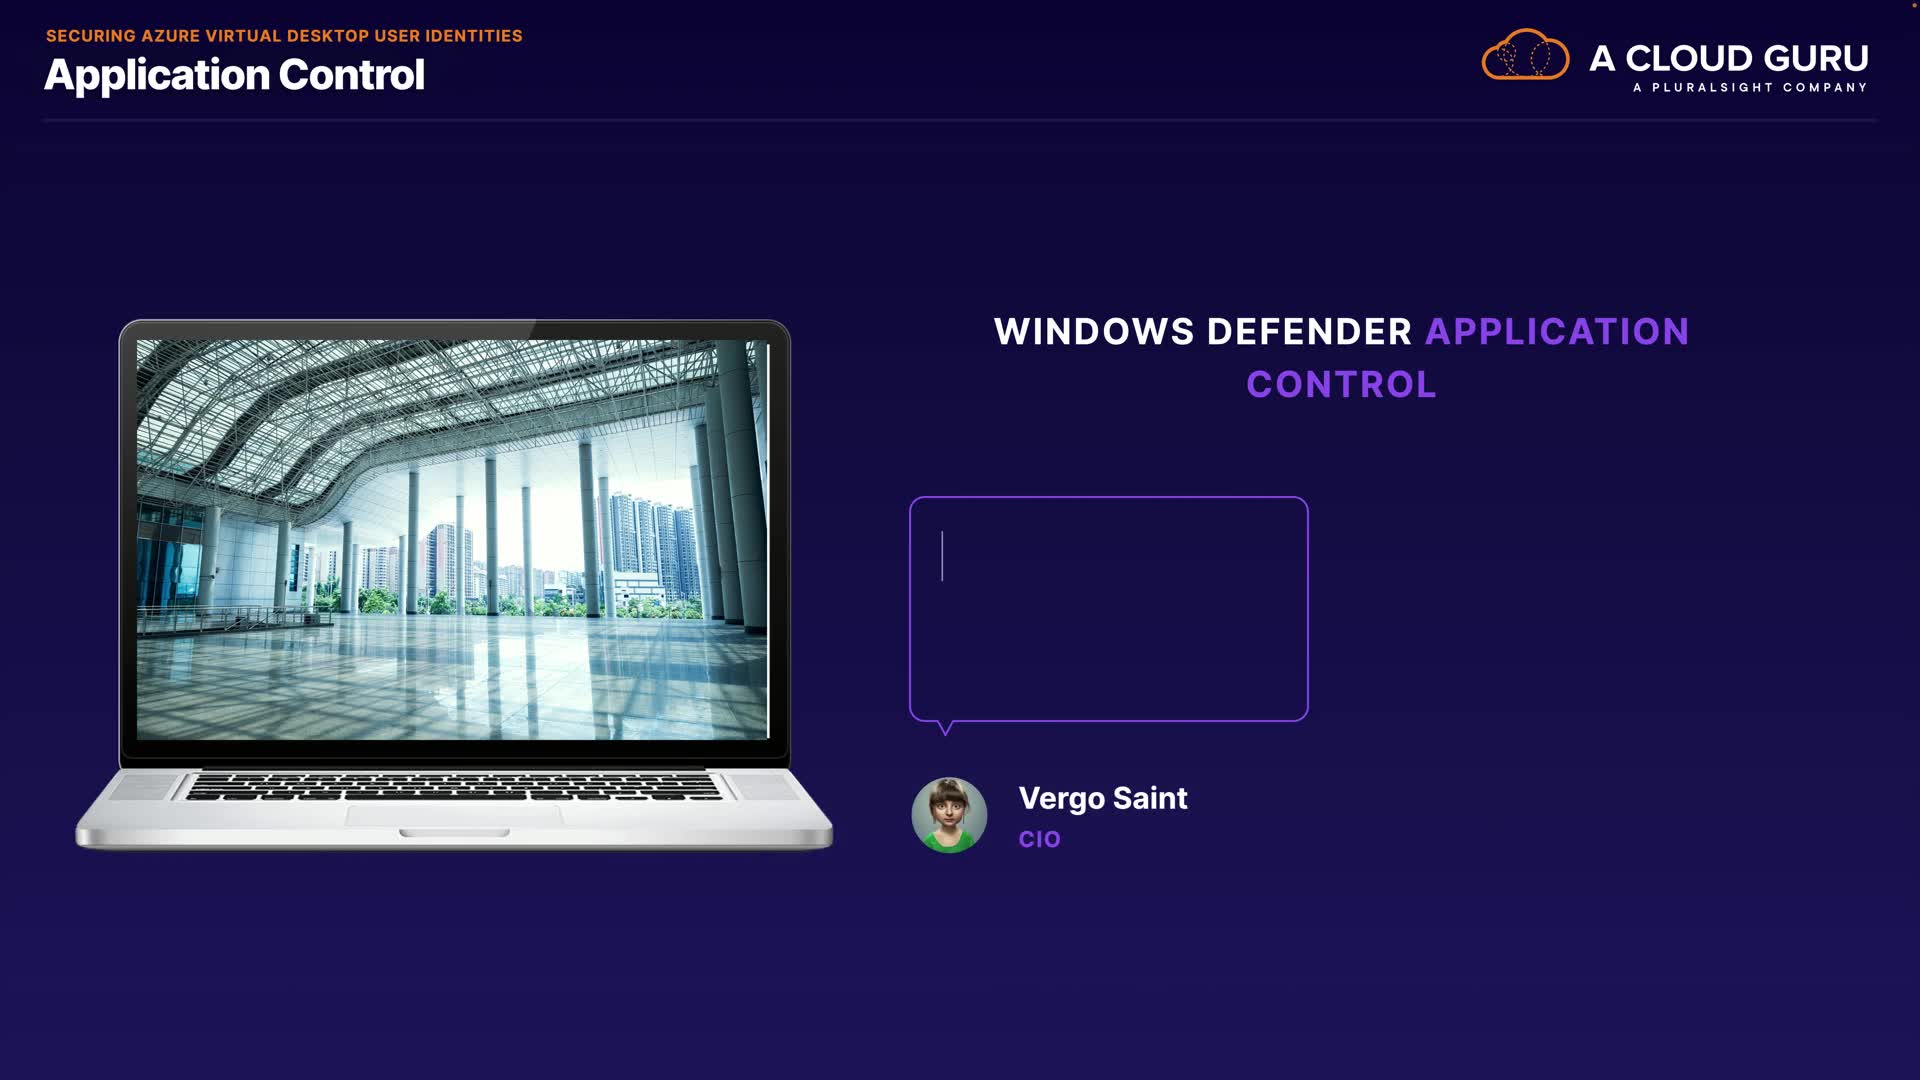 SECURING AZURE VIRTUAL DESKTOP USER IDENTITIES
Application Control
A CLOUD GURU
A PLURALSIGHT COMPANY
WINDOWS DEFENDER APPLICATION
CONTROL
Vergo Saint
CIO